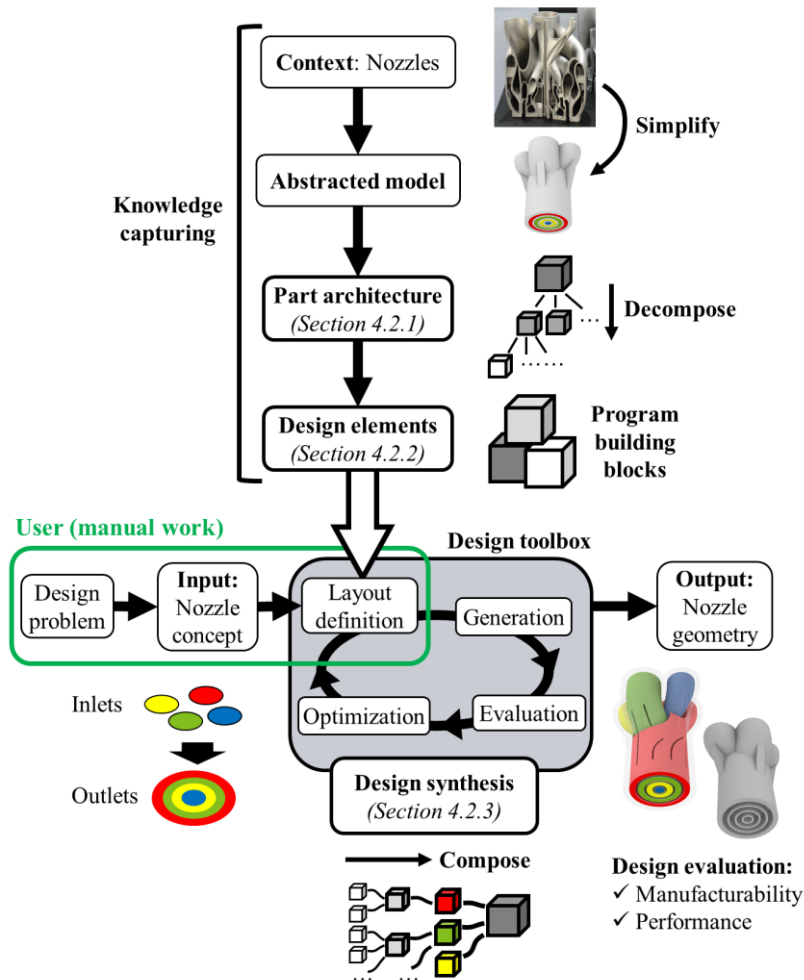 Context: Nozzles
Simplify
Abstracted model
Knowledge
capturing
Part architecture
(Section 4.2.1)
Decompose
...
......
Design elements
(Section 4.2.2)
Program
building
blocks
User (manual work)
Design toolbox
Design
problem
Input:
Nozzle
concept
Layout
definition
Generation
Output:
Nozzle
geometry
Inlets
Optimization
Evaluation
Outlets
Design synthesis
(Section 4.2.3)
Compose
Design evaluation:
✓ Manufacturability
✓ Performance
... ...